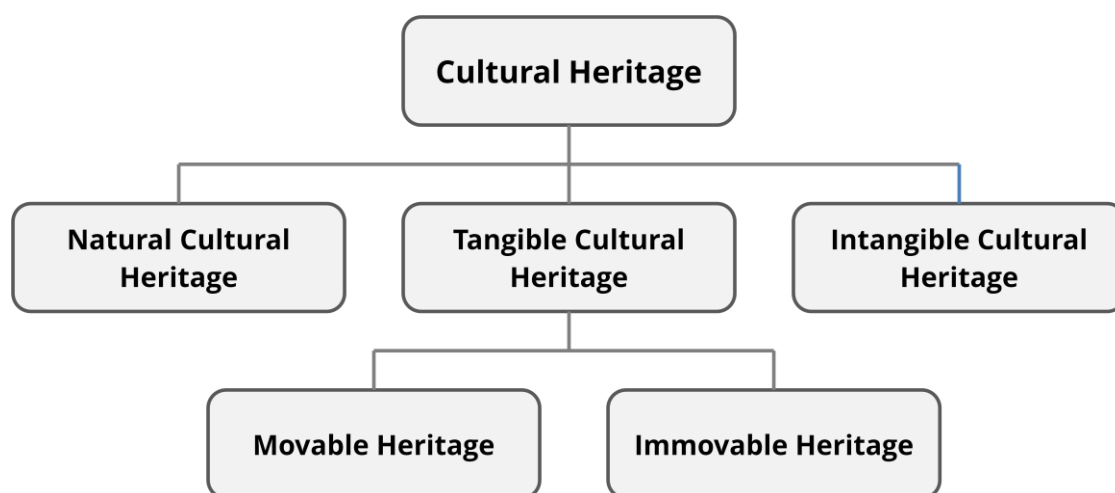 Cultural Heritage
Natural Cultural
Heritage
Tangible Cultural
Heritage
Intangible Cultural
Heritage
Movable Heritage
Immovable Heritage